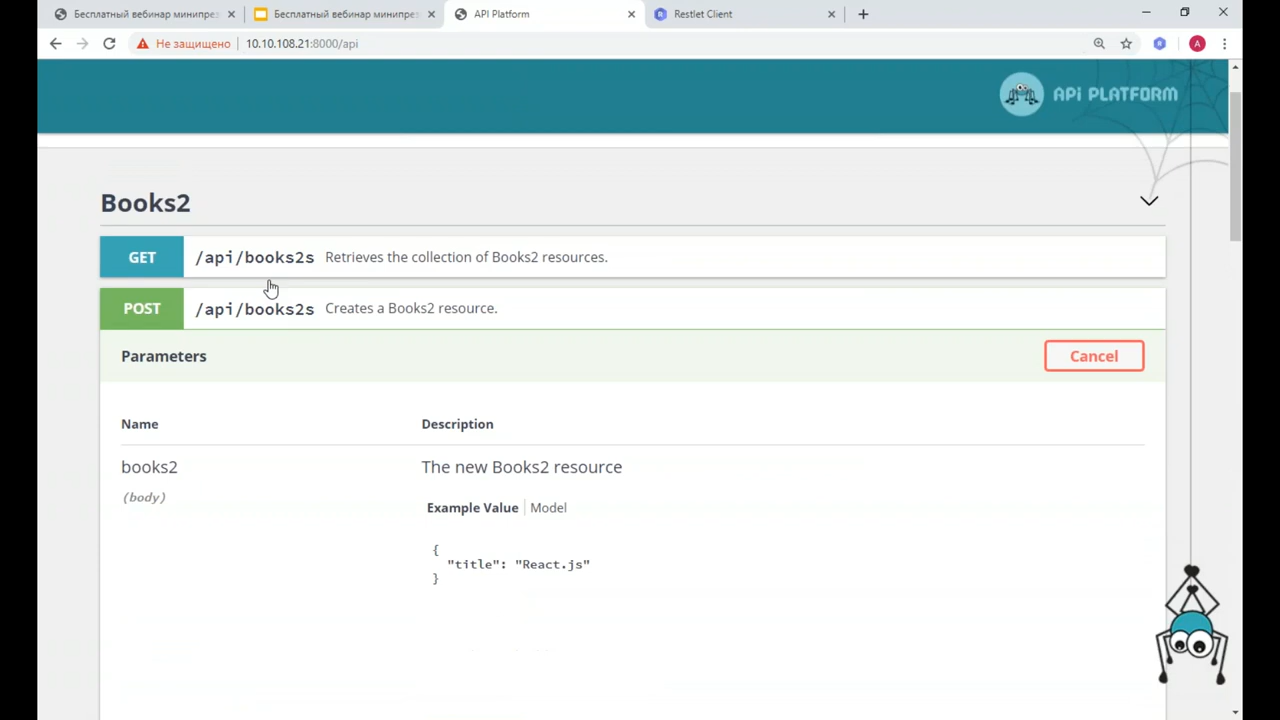 Бесплатный вебинар минипрез
Бесплатный вебинар минипрез
API Platform
Restlet Client
Не защищено
10.10.108.21:8000/api
A
API PLATFORM
Books2
GET /api/books2s Retrieves the collection of Books2 resources.
POST /api/books2s Creates a Books2 resource.
Parameters Cancel
Name Description
books2 The new Books2 resource
(body)
Example Value Model
{
"title": "React.js"
}